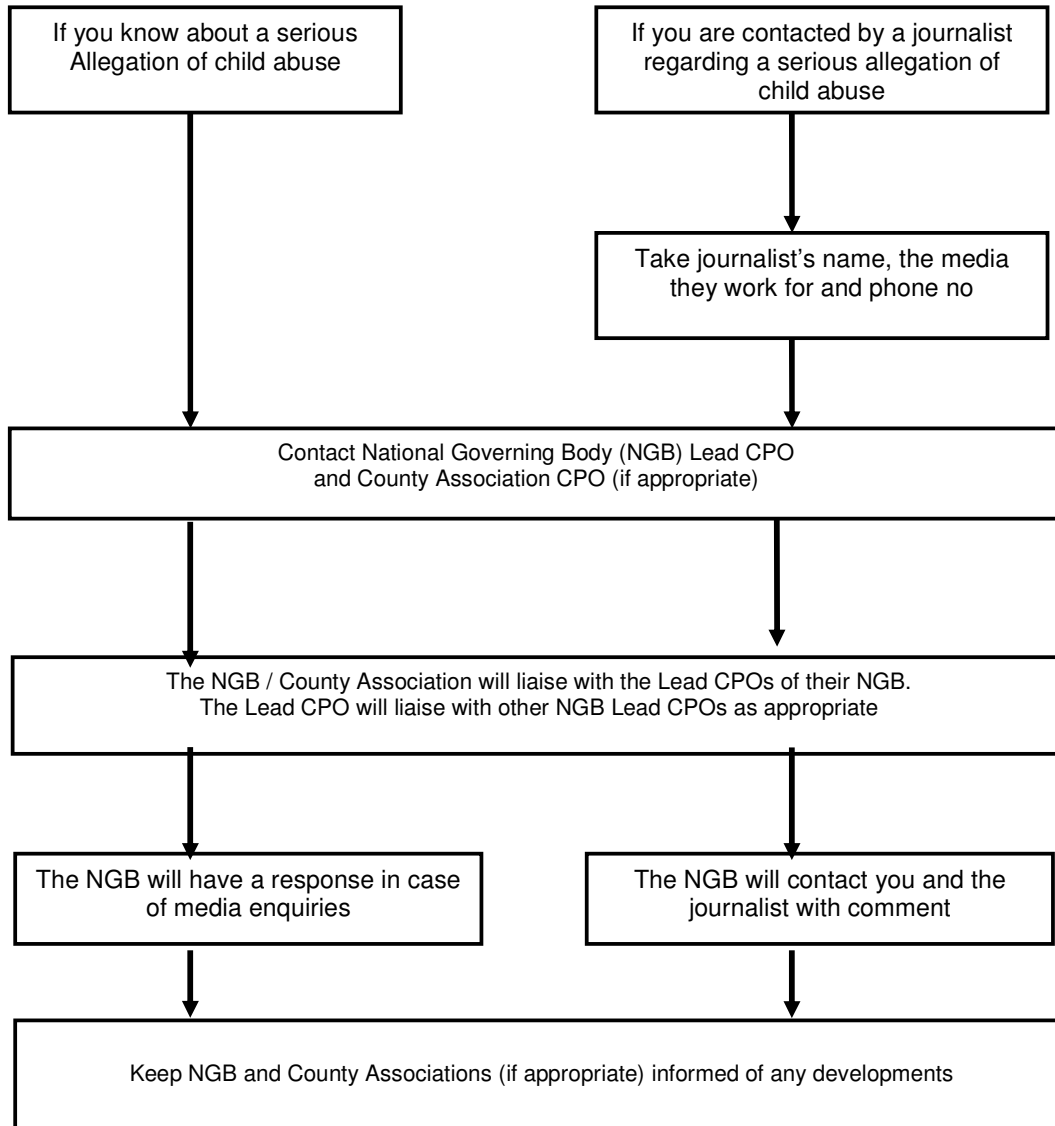 If you know about a serious
Allegation of child abuse
If you are contacted by a journalist
regarding a serious allegation of
child abuse
Take journalist’s name, the media
they work for and phone no
Contact National Governing Body (NGB) Lead CPO
and County Association CPO (if appropriate)
The NGB / County Association will liaise with the Lead CPOs of their NGB.
The Lead CPO will liaise with other NGB Lead CPOs as appropriate
The NGB will have a response in case
of media enquiries
The NGB will contact you and the
journalist with comment
Keep NGB and County Associations (if appropriate) informed of any developments